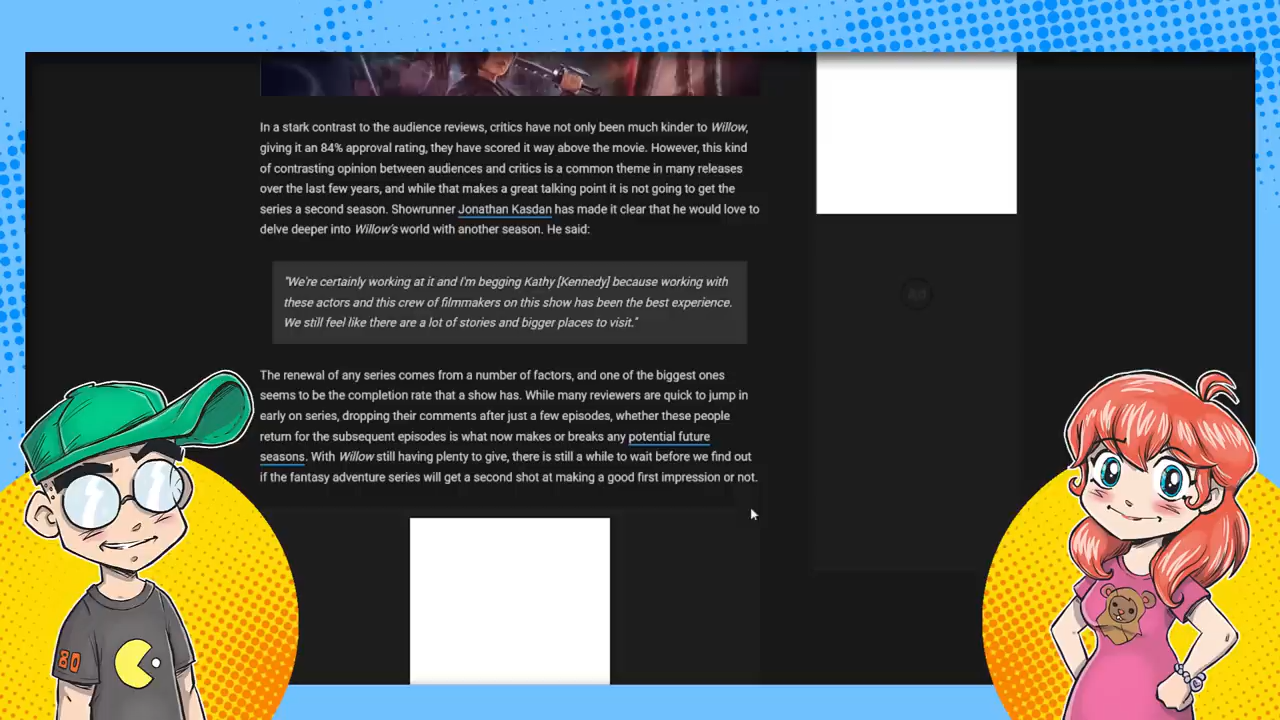 In a stark contrast to the audience reviews, critics have not only been much kinder to Willow,
giving it an 84% approval rating, they have scored it way above the movie. However, this kind
of contrasting opinion between audiences and critics is a common theme in many releases
over the last few years, and while that makes a great talking point it is not going to get the
series a second season. Showrunner Jonathan Kasdan has made it clear that he would love to
delve deeper into Willow's world with another season. He said:
"We're certainly working at it and I'm begging Kathy [Kennedy] because working with
these actors and this crew of filmmakers on this show has been the best experience.
We still feel like there are a lot of stories and bigger places to visit."
The renewal of any series comes from a number of factors, and one of the biggest ones
seems to be the completion rate that a show has. While many reviewers are quick to jump in
early on series, dropping their comments after just a few episodes, whether these people
return for the subsequent episodes is what now makes or breaks any potential future
seasons. With Willow still having plenty to give, there is still a while to wait before we find out
if the fantasy adventure series will get a second shot at making a good first impression or not.
Ad
80